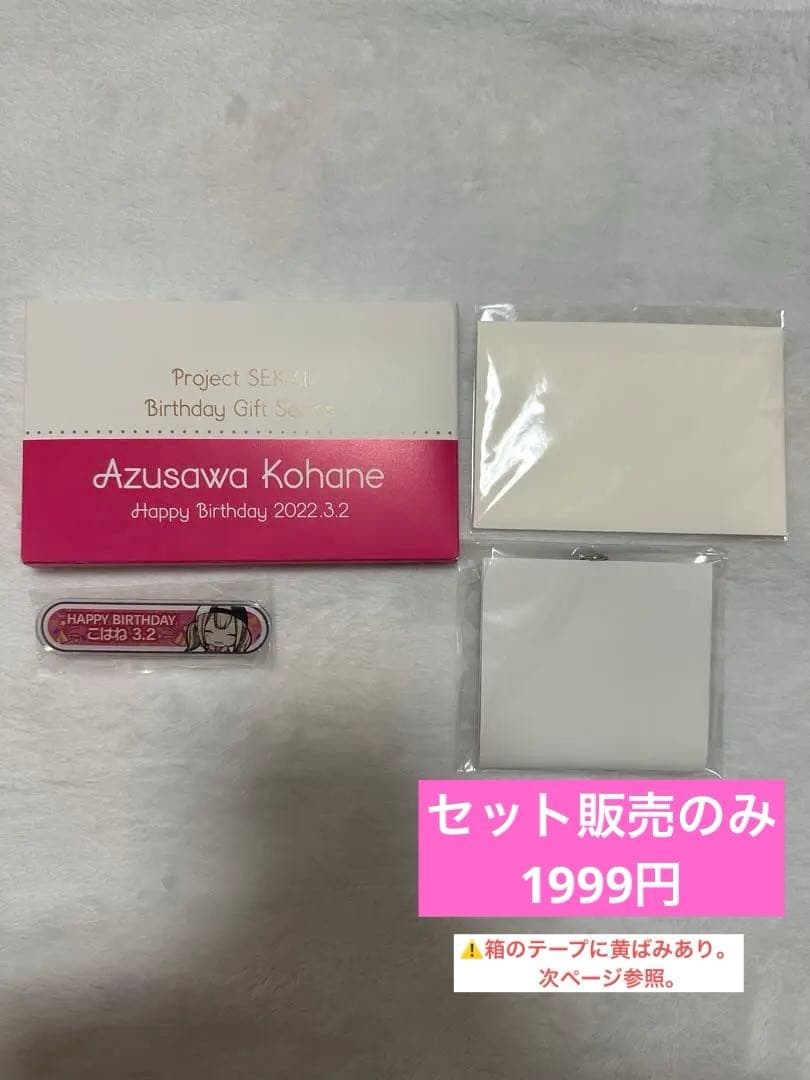 Project SEKAI
Birthday Gift
Azusawa Kohane
Happy Birthday 2022.3.2
HAPPY BIRTHDAY
こはね 3.2
セット販売のみ
1999円
⚠️箱のテープに黄ばみあり。
次ページ参照。